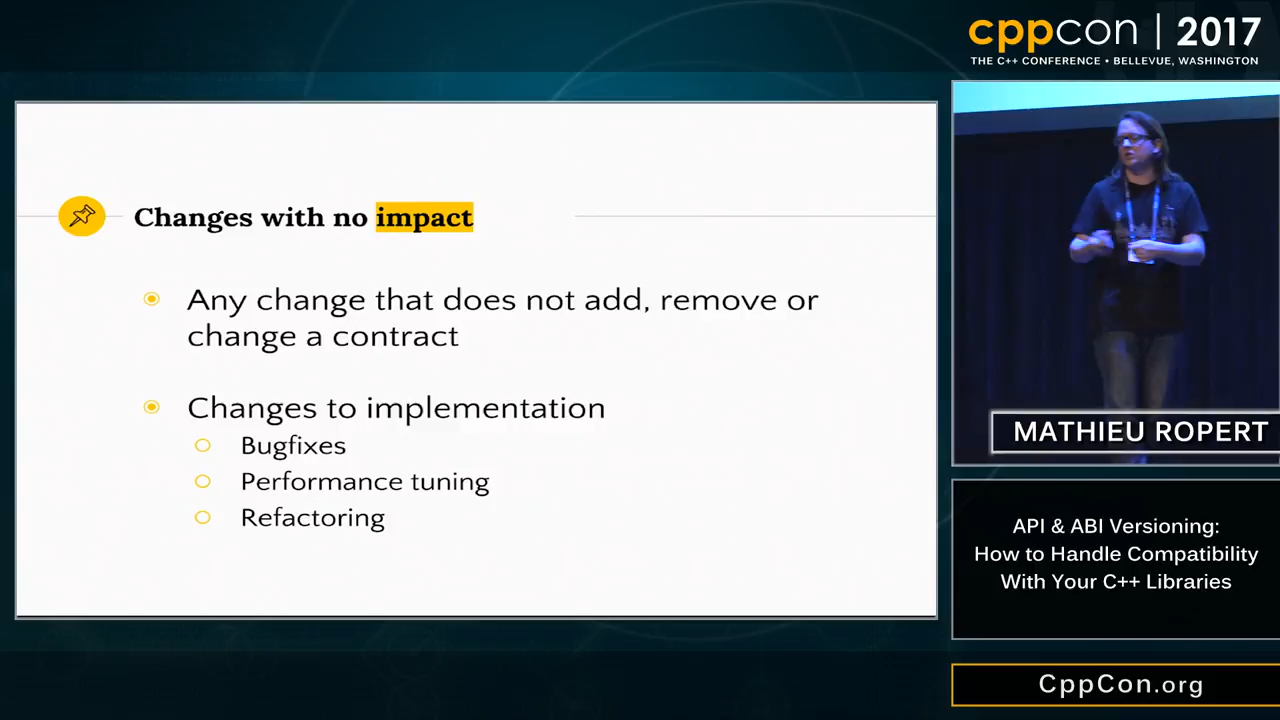 cppcon | 2017
THE C++ CONFERENCE • BELLEVUE, WASHINGTON
Changes with no impact
Any change that does not add, remove or
change a contract
Changes to implementation
Bugfixes
Performance tuning
Refactoring
MATHIEU ROPERT
API & ABI Versioning:
How to Handle Compatibility
With Your C++ Libraries
CppCon.org